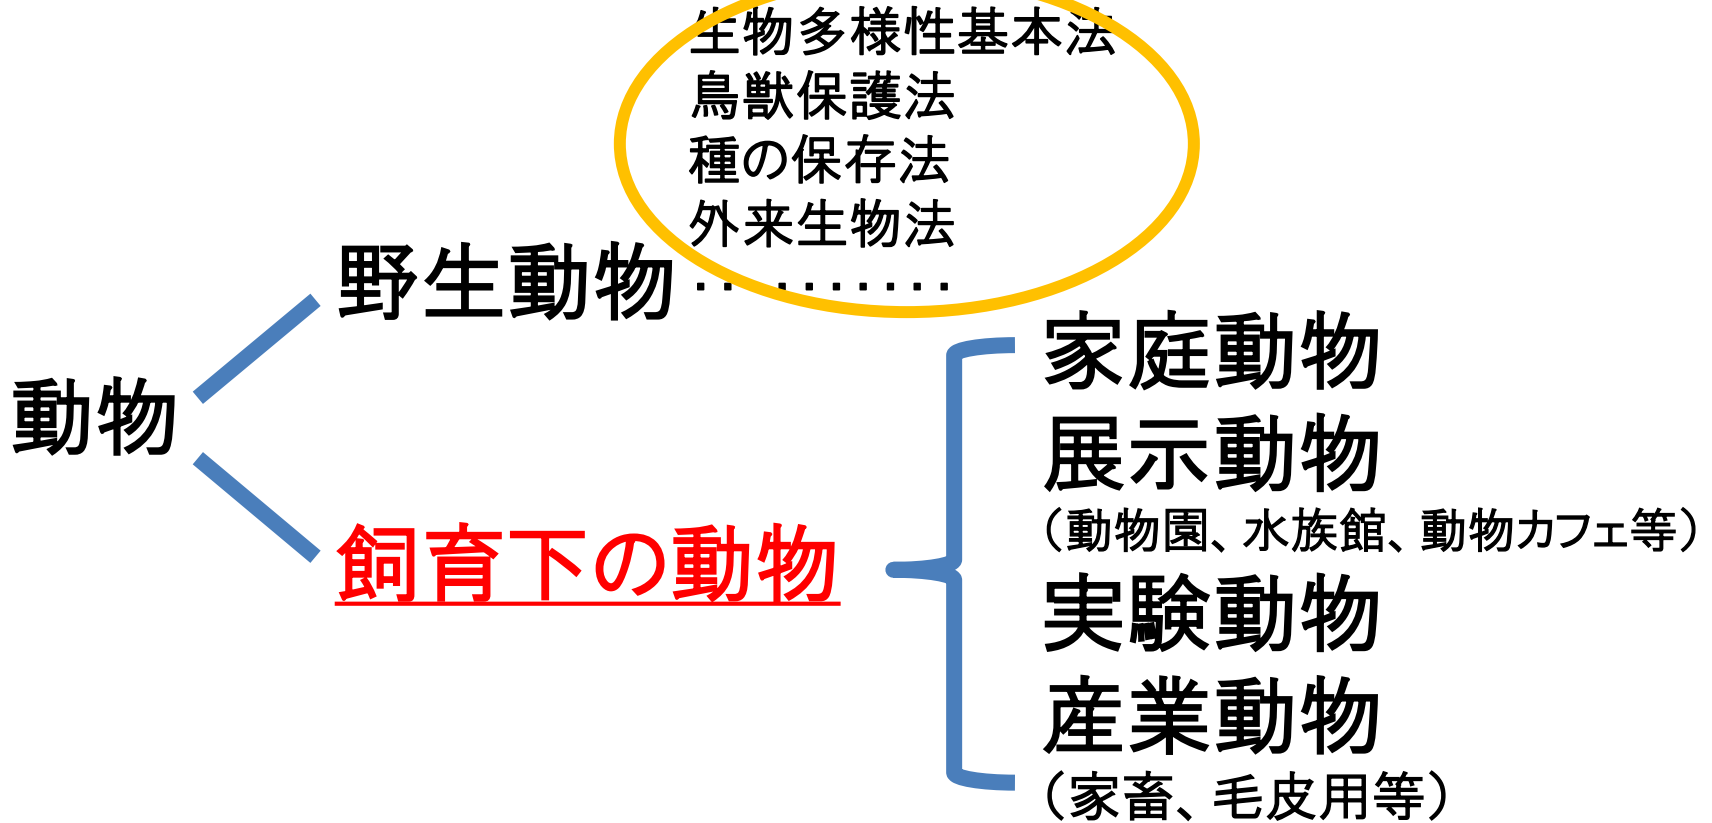 生物多様性基本法
鳥獣保護法
種の保存法
外来生物法
野生動物‥‥‥‥‥
動物
飼育下の動物
家庭動物
展示動物
（動物園、水族館、動物カフェ等）
実験動物
産業動物
（家畜、毛皮用等）